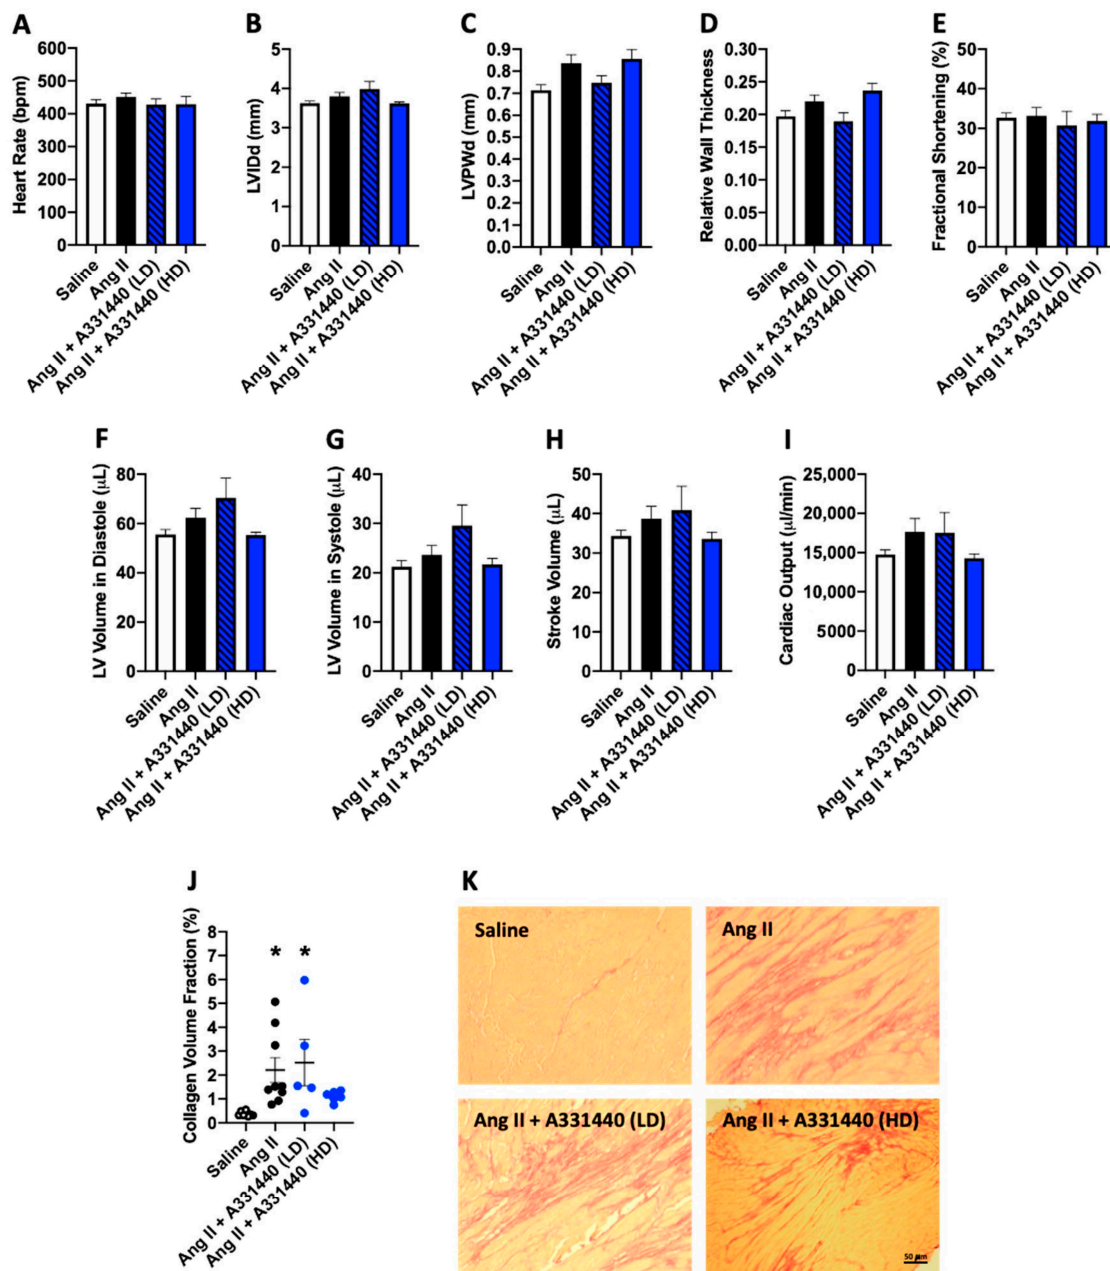 A
Heart Rate (bpm)
600
500
400
300
200
100
0
Saline
Ang II
Ang II + A331440 (LD)
Ang II + A331440 (HD)
B
LVIDd (mm)
5
4
3
2
1
0
Saline
Ang II
Ang II + A331440 (LD)
Ang II + A331440 (HD)
C
LVPWd (mm)
0.9
0.8
0.7
0.6
0.5
0.4
0.3
0.2
0.1
0.0
Saline
Ang II
Ang II + A331440 (LD)
Ang II + A331440 (HD)
D
Relative Wall Thickness
0.30
0.25
0.20
0.15
0.10
0.05
0.00
Saline
Ang II
Ang II + A331440 (LD)
Ang II + A331440 (HD)
E
Fractional Shortening (%)
50
40
30
20
10
0
Saline
Ang II
Ang II + A331440 (LD)
Ang II + A331440 (HD)
F
LV Volume in Diastole (μL)
80
60
40
20
0
Saline
Ang II
Ang II + A331440 (LD)
Ang II + A331440 (HD)
G
LV Volume in Systole (μL)
40
30
20
10
0
Saline
Ang II
Ang II + A331440 (LD)
Ang II + A331440 (HD)
H
Stroke Volume (μL)
50
40
30
20
10
0
Saline
Ang II
Ang II + A331440 (LD)
Ang II + A331440 (HD)
I
Cardiac Output (μl/min)
25,000
20,000
15,000
10,000
5000
0
Saline
Ang II
Ang II + A331440 (LD)
Ang II + A331440 (HD)
J
Collagen Volume Fraction (%)
8
7
6
5
4
3
2
1
0
* *
Saline
Ang II
Ang II + A331440 (LD)
Ang II + A331440 (HD)
K
Saline
Ang II
Ang II + A331440 (LD)
Ang II + A331440 (HD)
50 μm